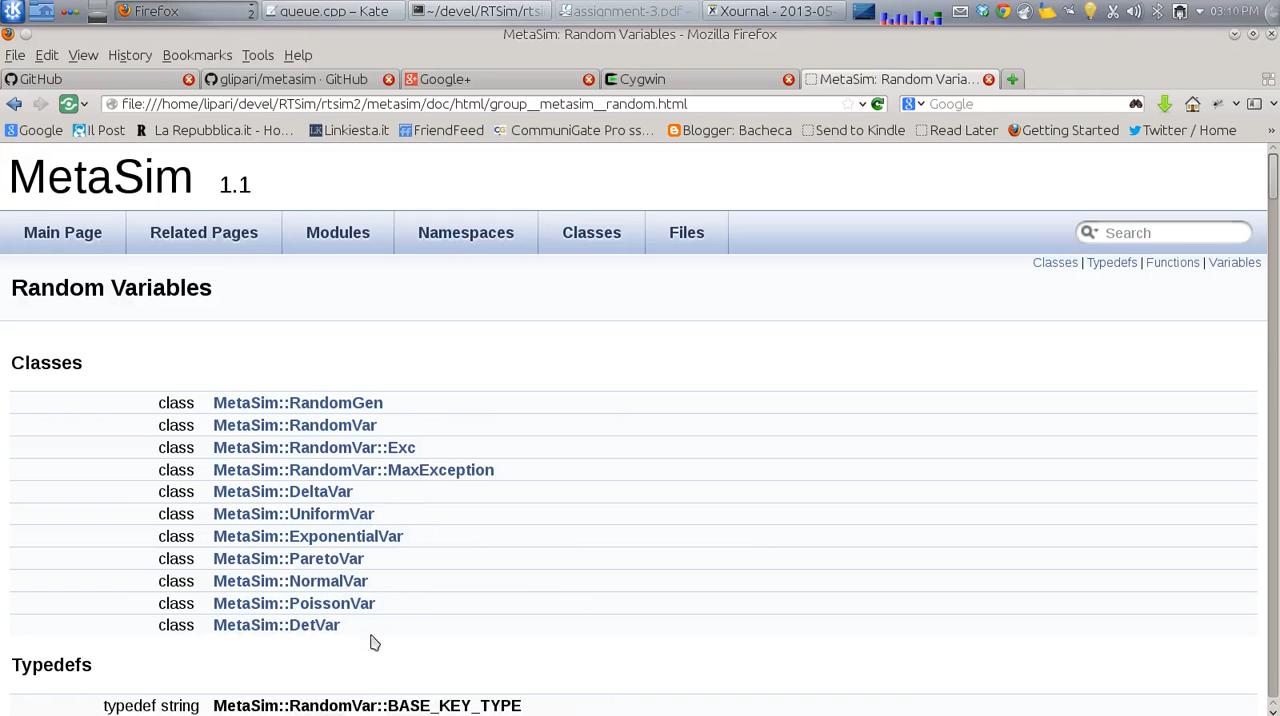 Firefox 2 queue.cpp – Kate ~/devel/RTSim/rtsi assignment-3.pdf – Xournal - 2013-05 03:10 PM
MetaSim: Random Variables - Mozilla Firefox
File Edit View History Bookmarks Tools Help
GitHub glipari/metasim · GitHub Google+ Cygwin MetaSim: Random Varia...
file:///home/lipari/devel/RTSim/rtsim2/metasim/doc/html/group__metasim__random.html Google
Google Il Post La Repubblica.it - Ho... Linkiesta.it FriendFeed CommuniGate Pro ss... Blogger: Bacheca Send to Kindle Read Later Getting Started Twitter / Home »
MetaSim 1.1
Main Page Related Pages Modules Namespaces Classes Files Search
Classes | Typedefs | Functions | Variables
Random Variables
Classes
class MetaSim::RandomGen
class MetaSim::RandomVar
class MetaSim::RandomVar::Exc
class MetaSim::RandomVar::MaxException
class MetaSim::DeltaVar
class MetaSim::UniformVar
class MetaSim::ExponentialVar
class MetaSim::ParetoVar
class MetaSim::NormalVar
class MetaSim::PoissonVar
class MetaSim::DetVar
Typedefs
typedef string MetaSim::RandomVar::BASE_KEY_TYPE